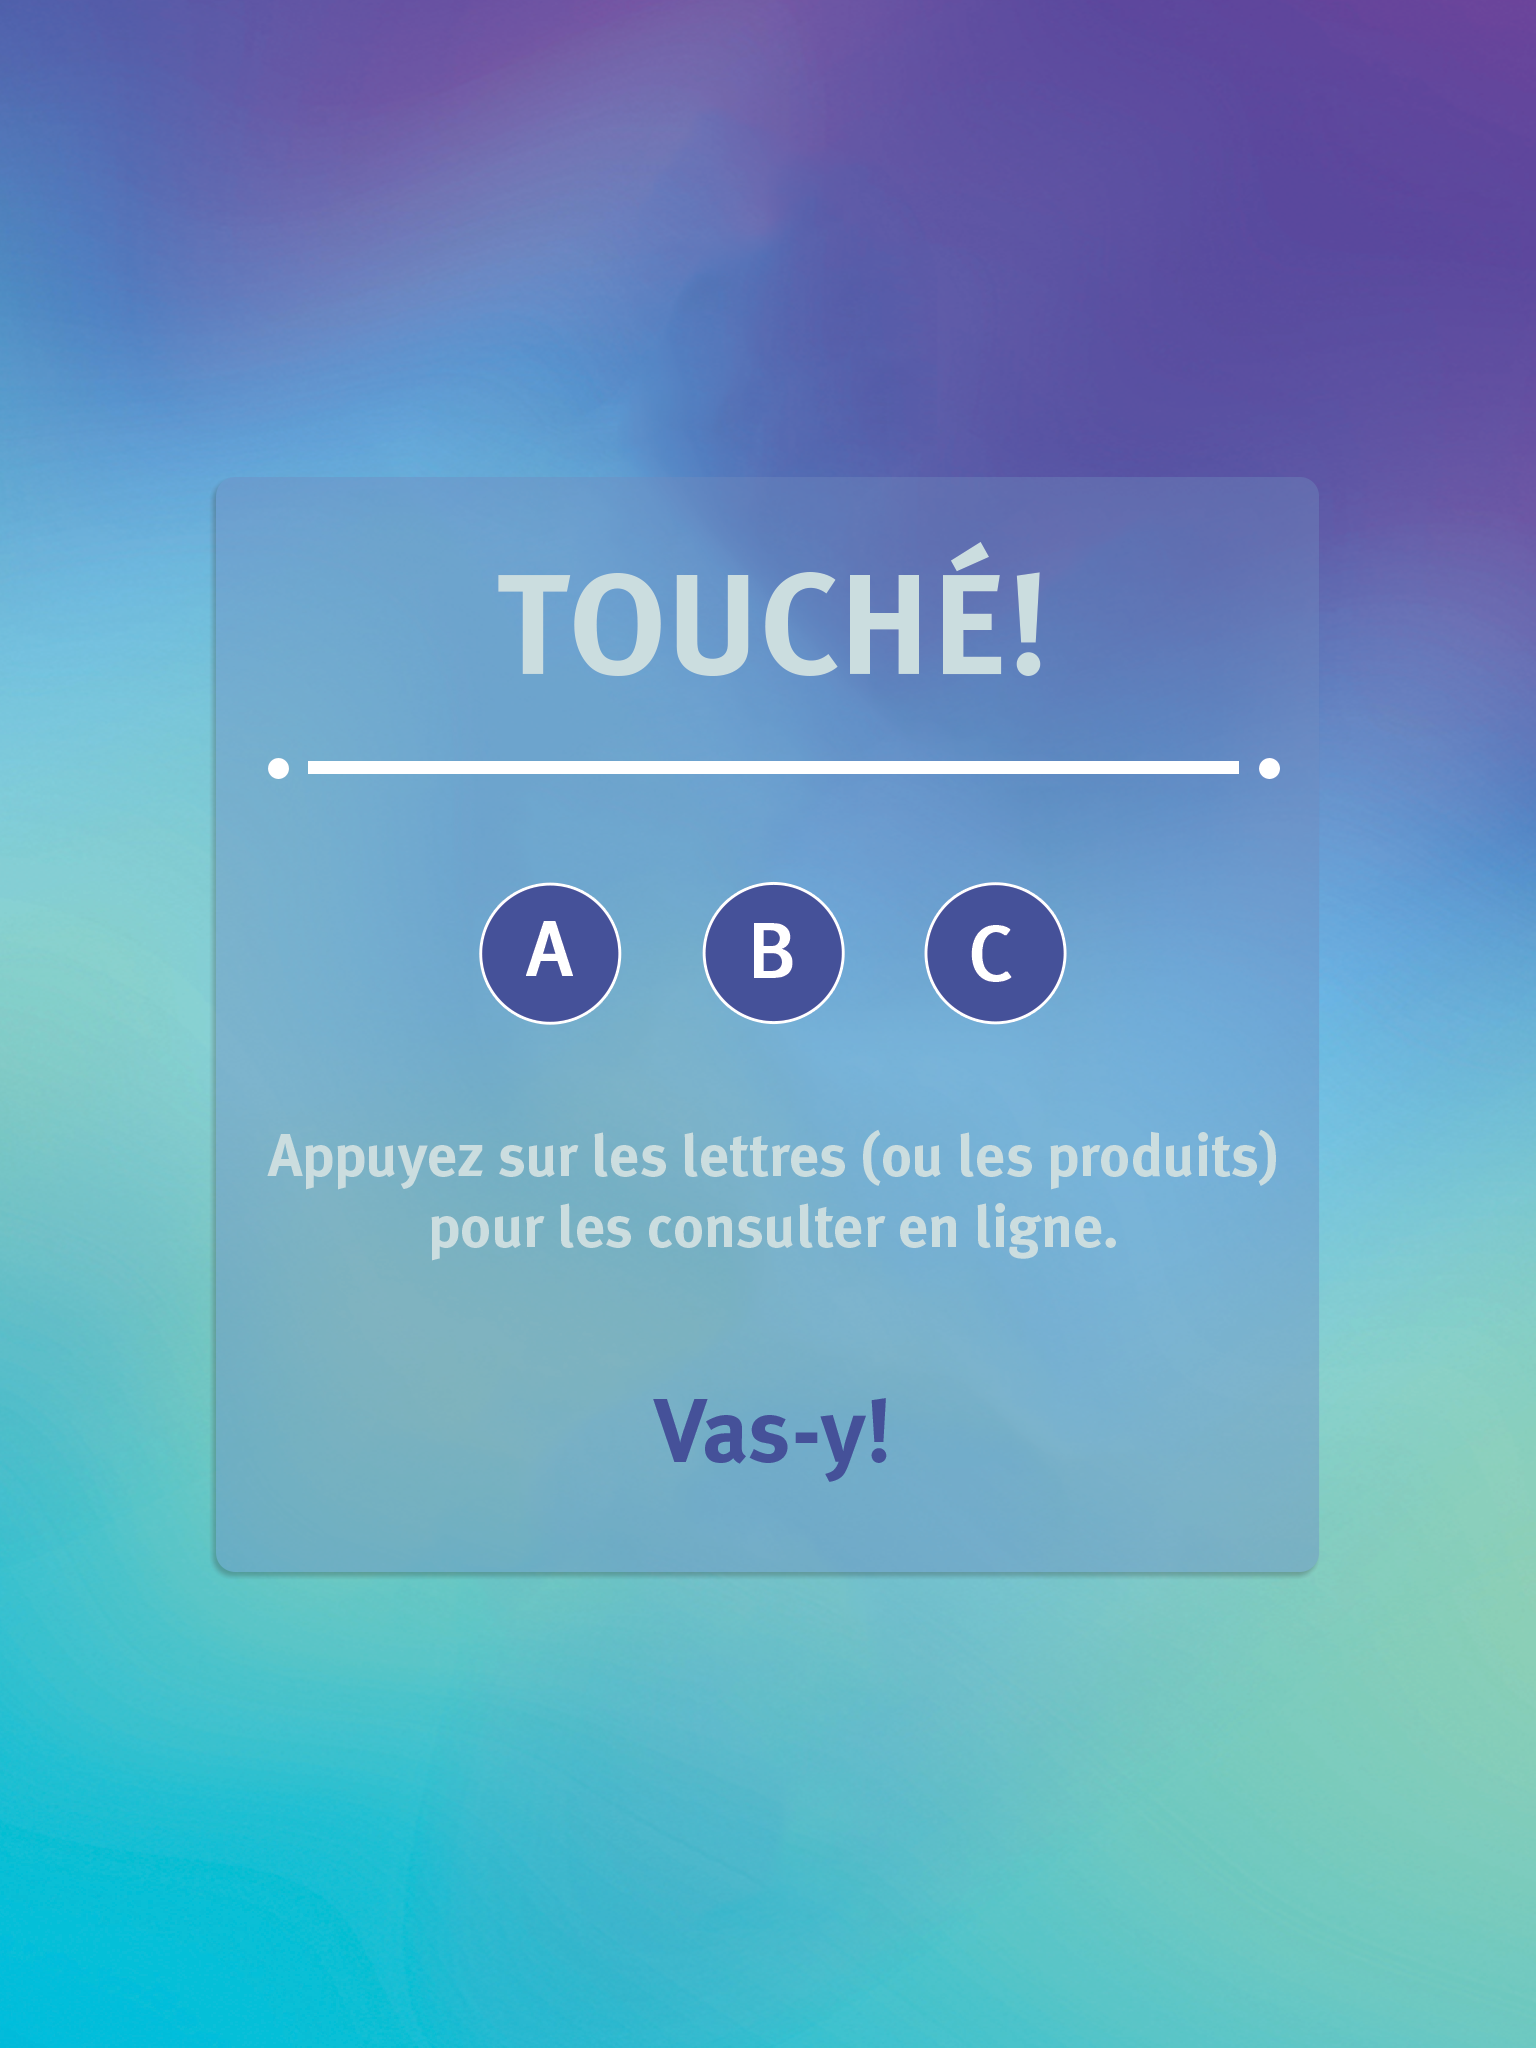 TOUCHÉ!
A B C
Appuyez sur les lettres (ou les produits)
pour les consulter en ligne.
Vas-y!